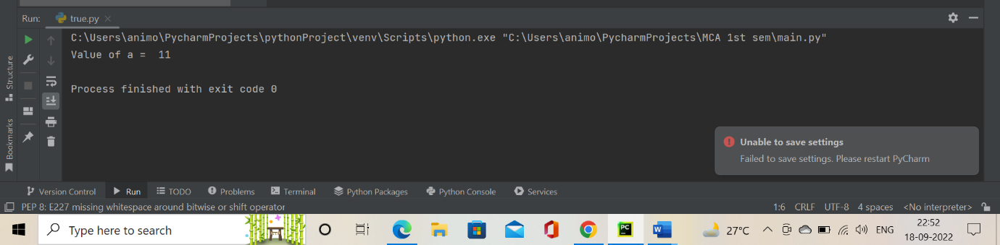 Run: true.py
C:\Users\animo\PycharmProjects\pythonProject\venv\Scripts\python.exe "C:\Users\animo\PycharmProjects\MCA 1st sem\main.py"
Value of a =  11
Process finished with exit code 0
Structure
Bookmarks
Unable to save settings
Failed to save settings. Please restart PyCharm
Version Control Run TODO Problems Terminal Python Packages Python Console Services
PEP 8: E227 missing whitespace around bitwise or shift operator 1:6 CRLF UTF-8 4 spaces <No interpreter>
Type here to search PC W 27°C ENG 22:52
18-09-2022